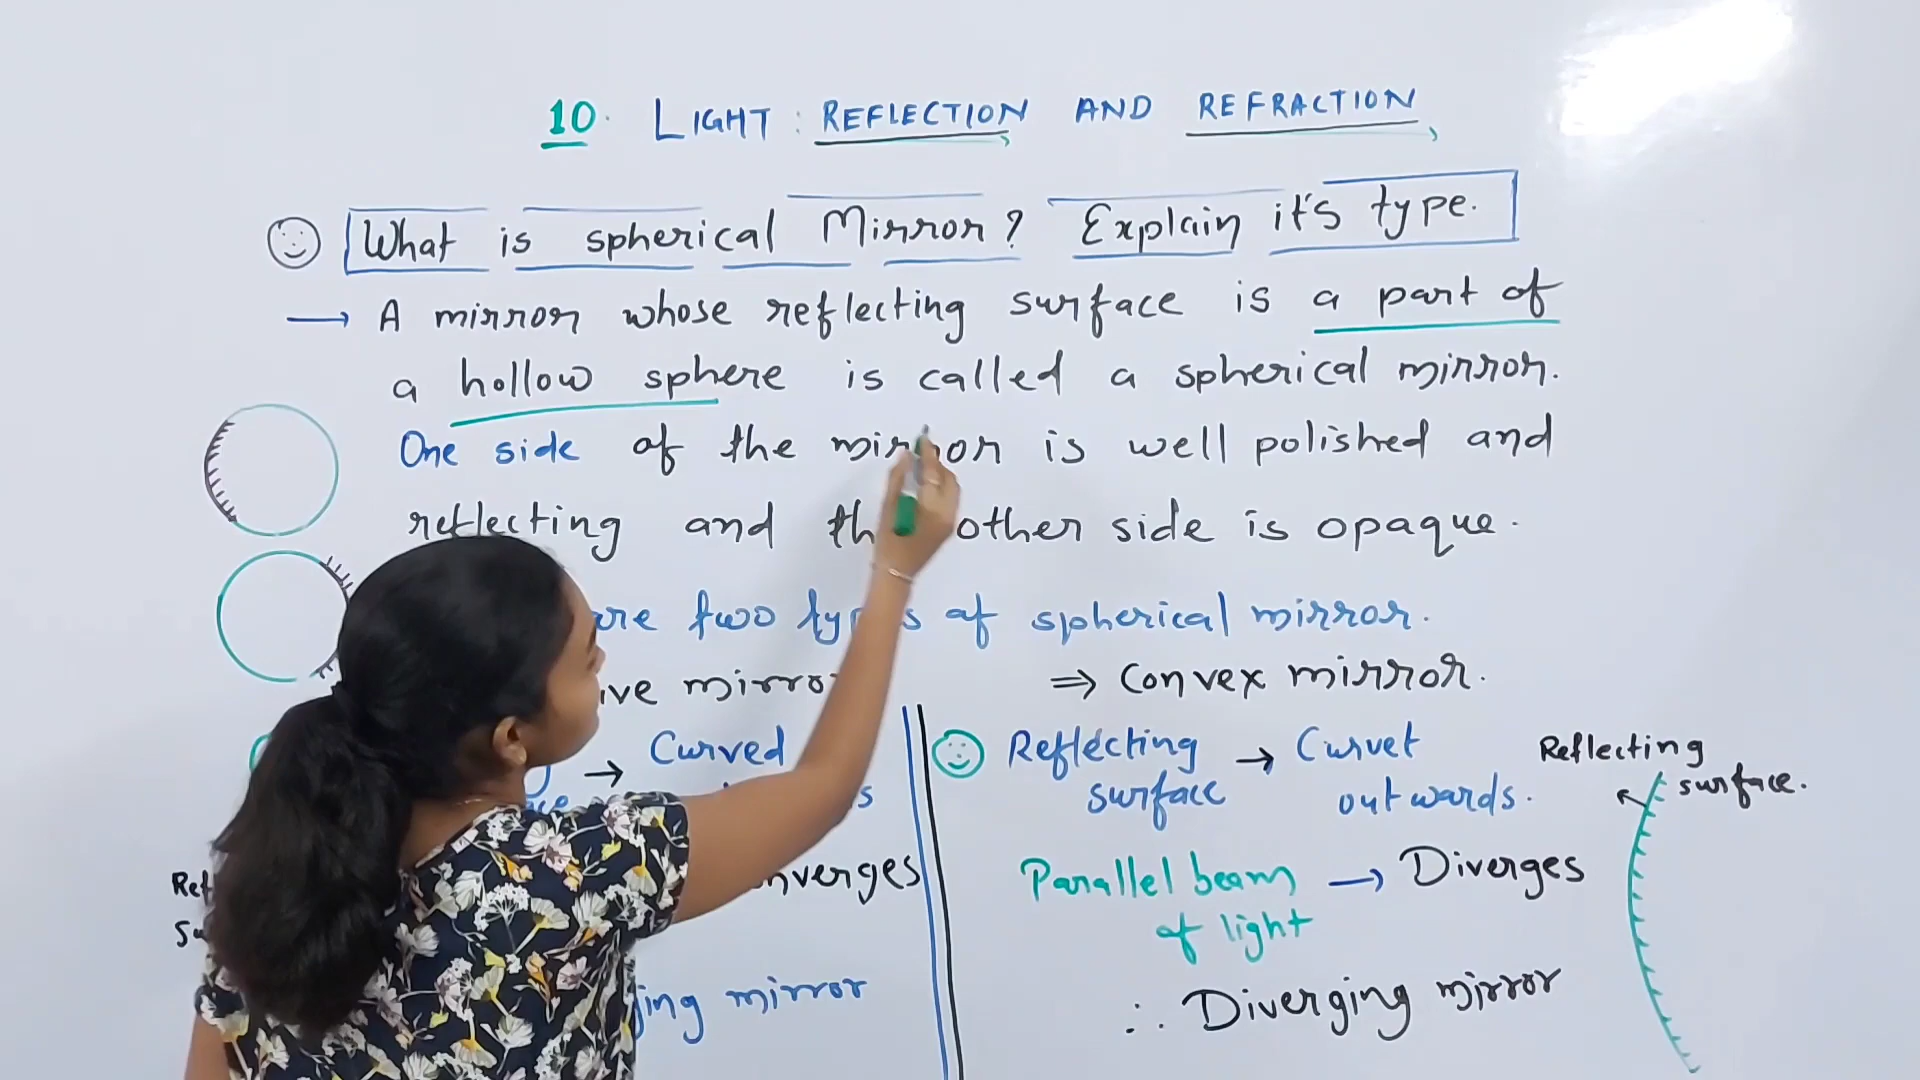 10. LIGHT : REFLECTION AND REFRACTION
What is spherical Mirror? Explain it's type.
→ A mirror whose reflecting surface is a part of
a hollow sphere is called a spherical mirror.
One side of the mirror is well polished and
reflecting and other side is opaque.
two types of spherical mirror.
⇒ Convex mirror.
→ Curved
Converges
mirror
Reflecting → Curvet
surface outwards.
Parallel beam → Diverges
of light
∴ Diverging mirror
Reflecting
surface.